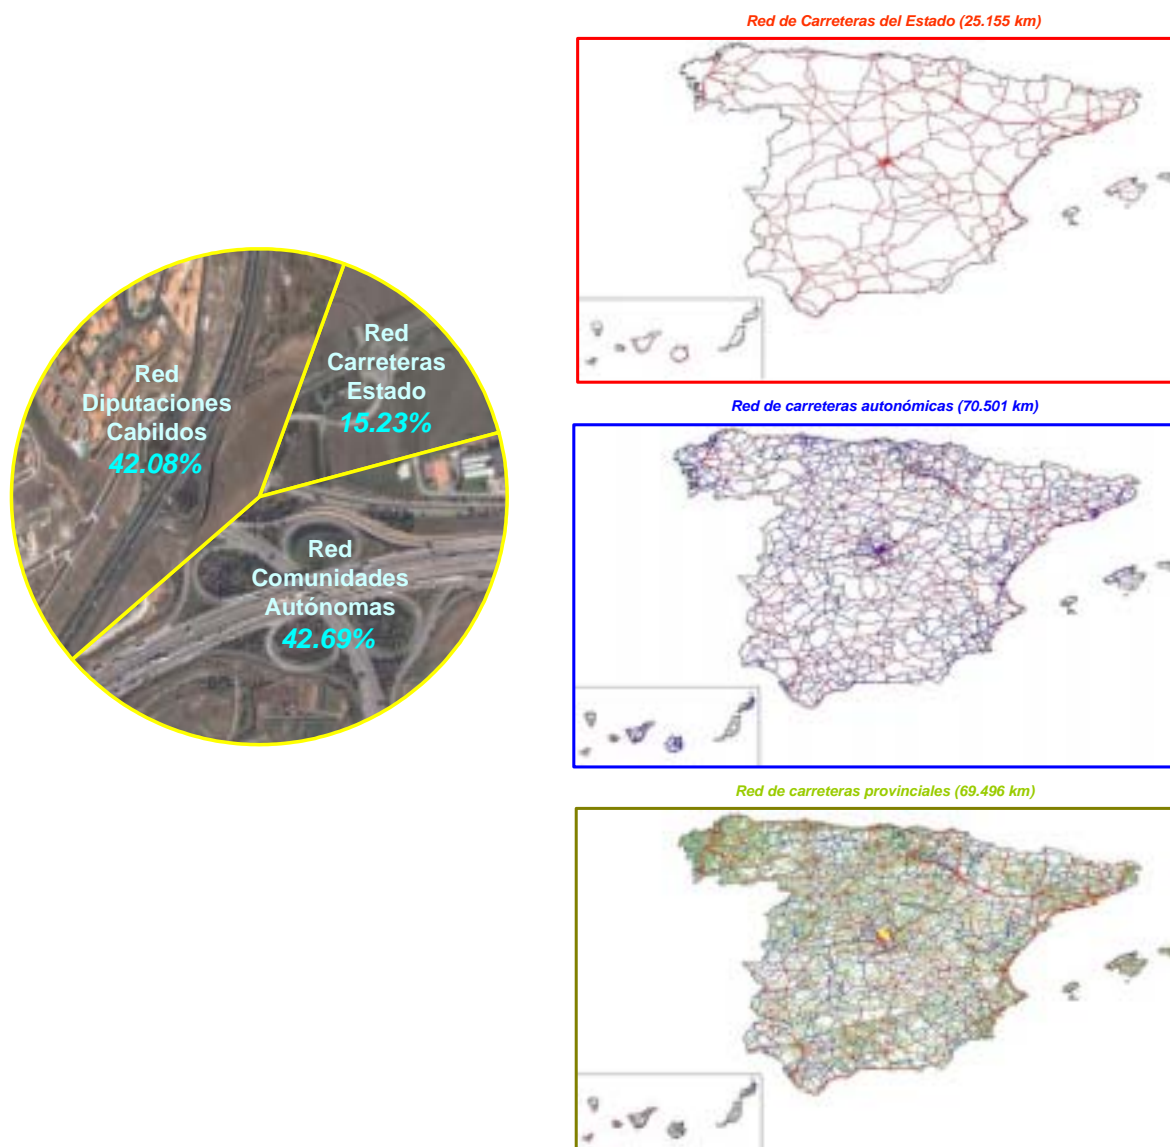 Red de Carreteras del Estado (25.155 km)
Red
Carreteras
Estado
15.23%
Red
Diputaciones
Cabildos
42.08%
Red
Comunidades
Autónomas
42.69%
Red de carreteras autonómicas (70.501 km)
Red de carreteras provinciales (69.496 km)